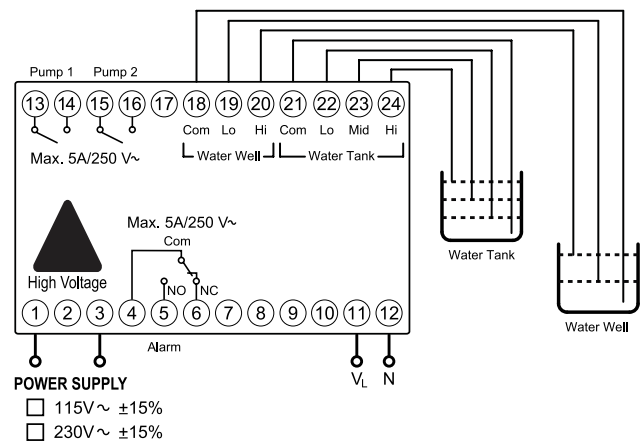 Pump 1 Pump 2
13 14 15 16 17 18 19 20 21 22 23 24
Com Lo Hi Com Lo Mid Hi
Max. 5A/250 V~ Water Well Water Tank
Max. 5A/250 V~
Com
High Voltage
NO NC
1 2 3 4 5 6 7 8 9 10 11 12
Alarm
Water Tank
Water Well
POWER SUPPLY
VL N
115V~ ±15%
230V~ ±15%